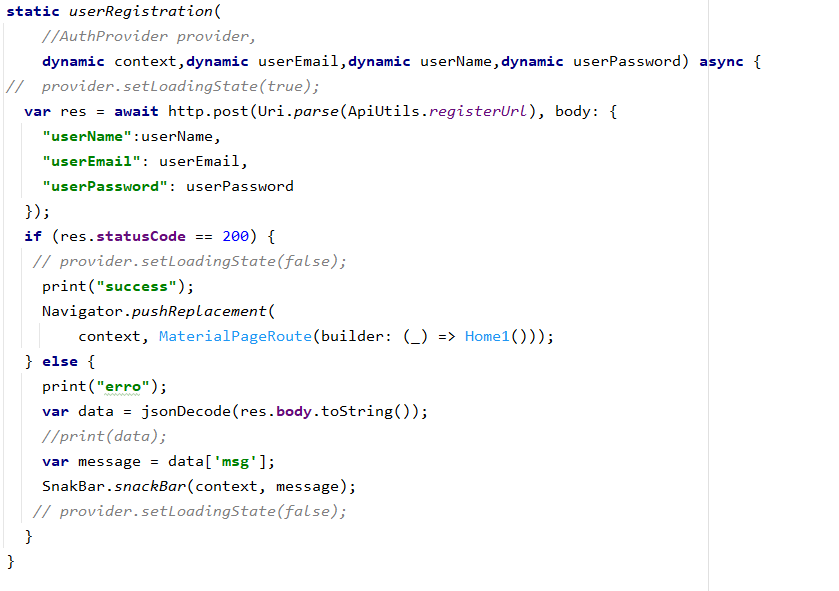 static userRegistration(
//AuthProvider provider,
dynamic context,dynamic userEmail,dynamic userName,dynamic userPassword) async {
//  provider.setLoadingState(true);
var res = await http.post(Uri.parse(ApiUtils.registerUrl), body: {
"userName":userName,
"userEmail": userEmail,
"userPassword": userPassword
});
if (res.statusCode == 200) {
// provider.setLoadingState(false);
print("success");
Navigator.pushReplacement(
context, MaterialPageRoute(builder: (_) => Home1()));
} else {
print("erro");
var data = jsonDecode(res.body.toString());
//print(data);
var message = data['msg'];
SnakBar.snackBar(context, message);
// provider.setLoadingState(false);
}
}